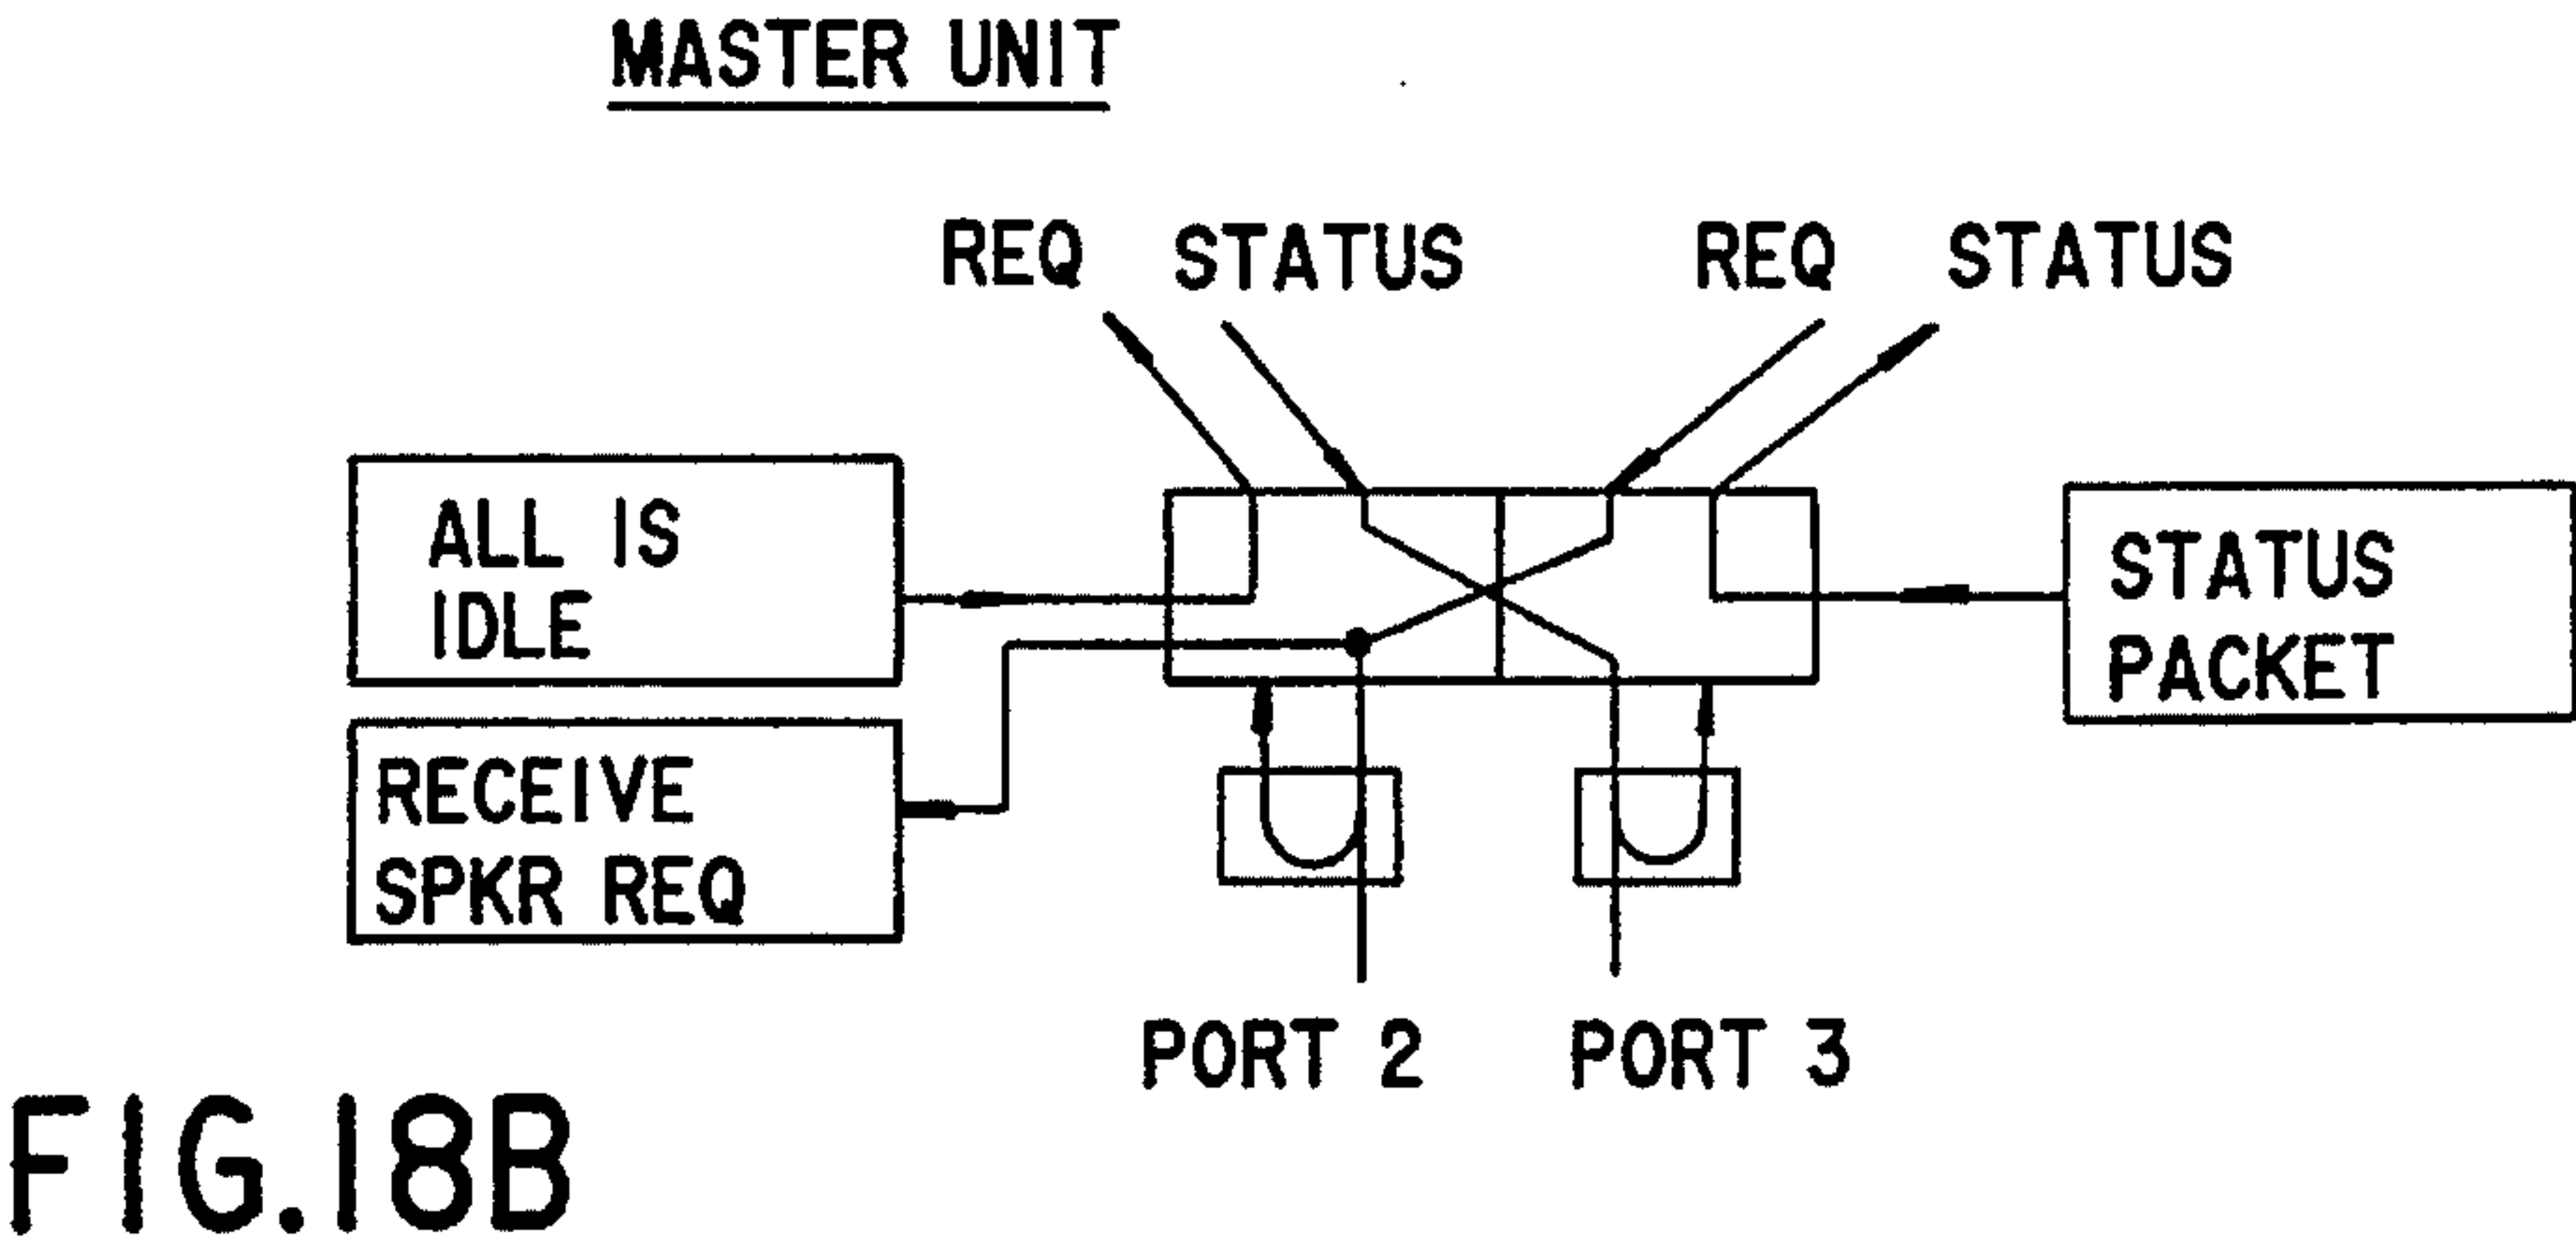 MASTER UNIT
REQ STATUS REQ STATUS
ALL IS
IDLE
STATUS
PACKET
RECEIVE
SPKR REQ
PORT 2 PORT 3
FIG.18B